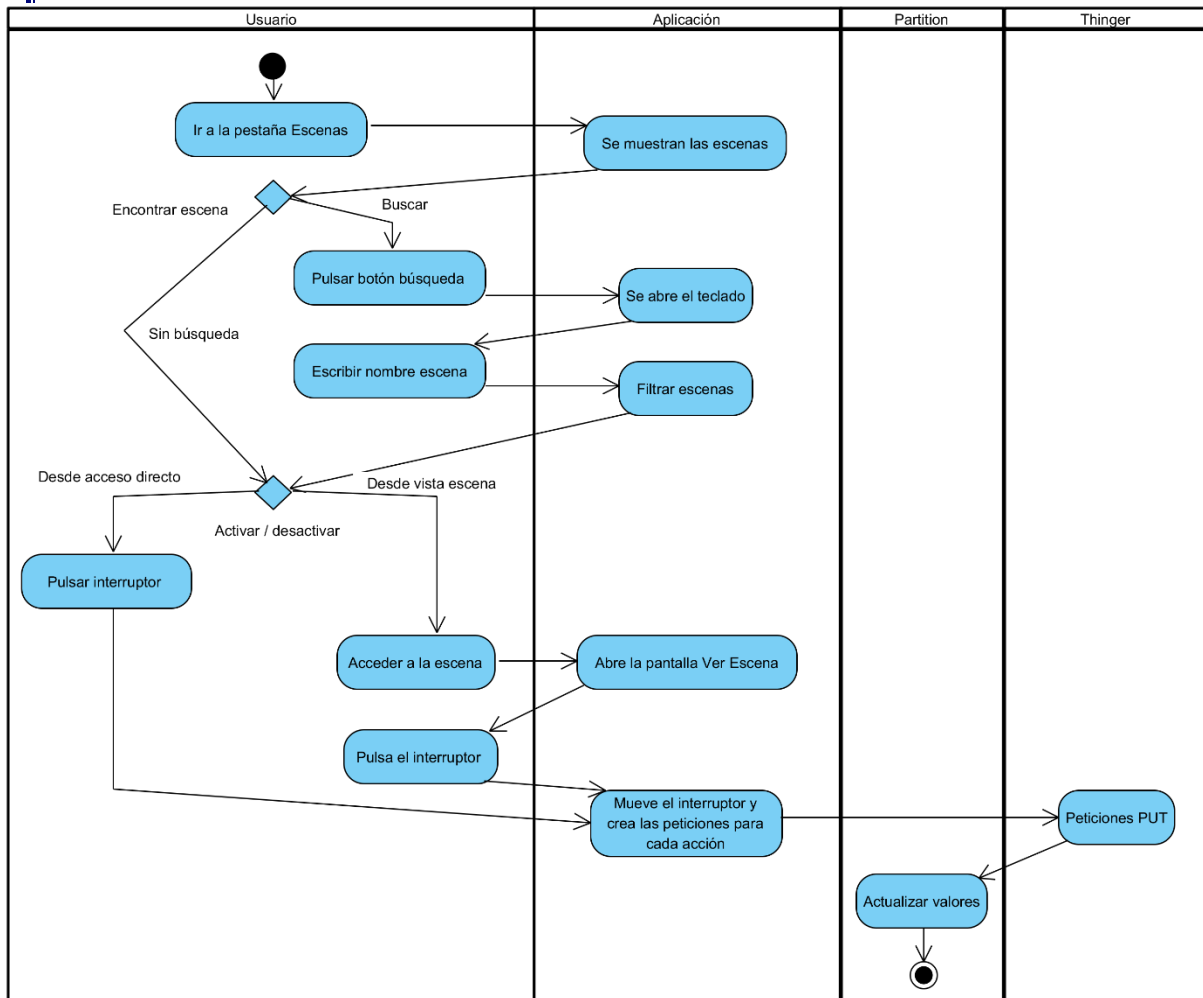 Usuario
Aplicación
Partition
Thinger
Ir a la pestaña Escenas
Se muestran las escenas
Encontrar escena
Buscar
Pulsar botón búsqueda
Se abre el teclado
Sin búsqueda
Escribir nombre escena
Filtrar escenas
Desde acceso directo
Desde vista escena
Activar / desactivar
Pulsar interruptor
Acceder a la escena
Abre la pantalla Ver Escena
Pulsa el interruptor
Mueve el interruptor y
crea las peticiones para
cada acción
Peticiones PUT
Actualizar valores